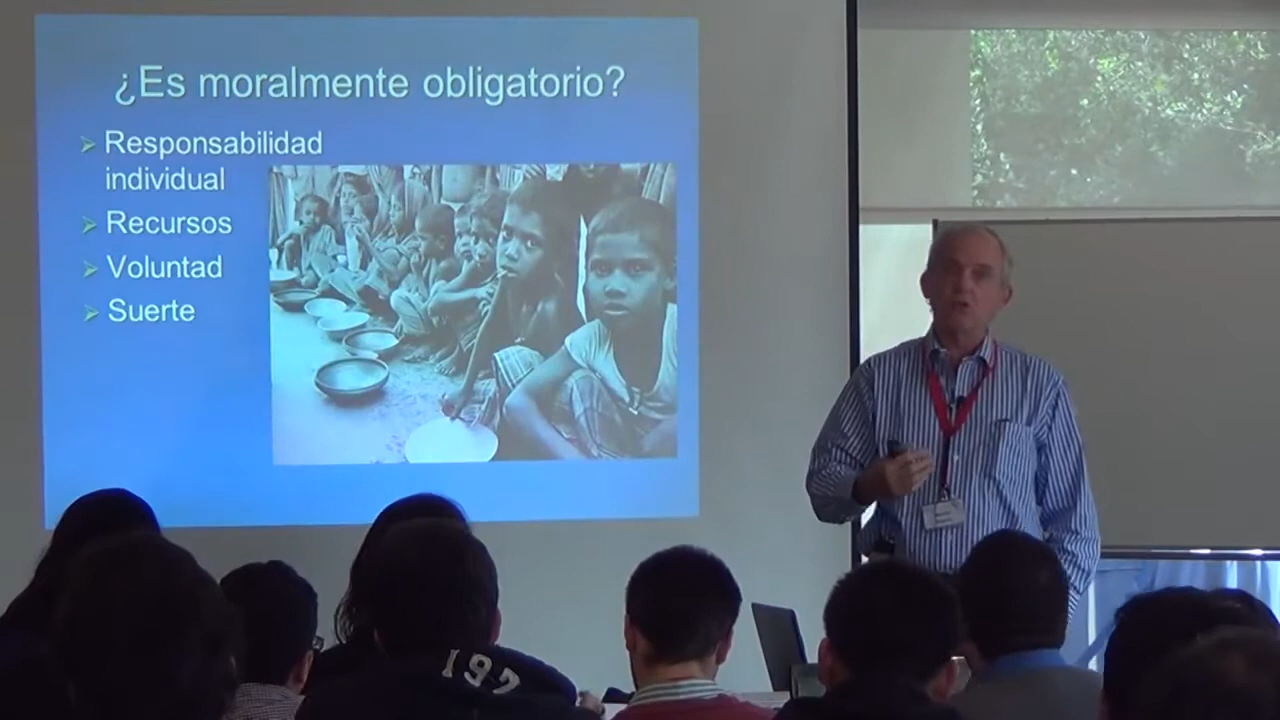 ¿Es moralmente obligatorio?
➢ Responsabilidad
individual
➢ Recursos
➢ Voluntad
➢ Suerte
197